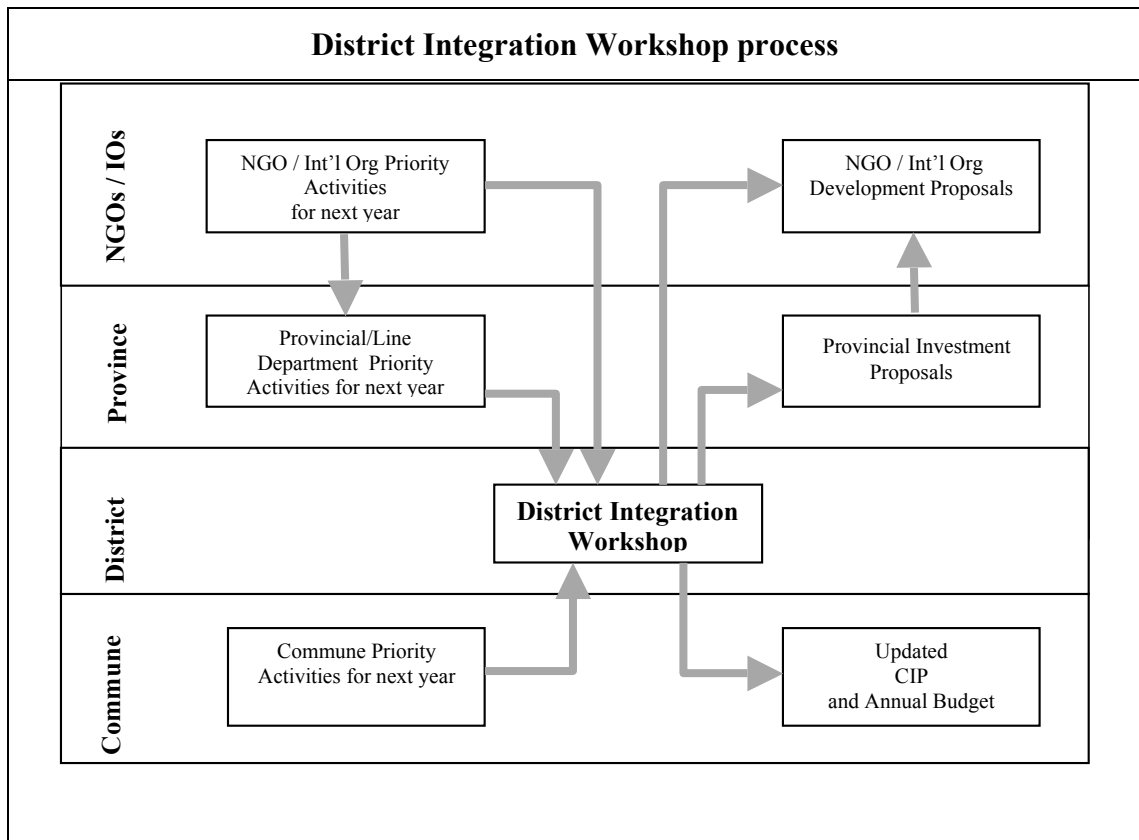 District Integration Workshop process
NGOs / IOs
NGO / Int'l Org Priority
Activities
for next year
NGO / Int'l Org
Development Proposals
Province
Provincial/Line
Department Priority
Activities for next year
Provincial Investment
Proposals
District
District Integration
Workshop
Commune
Commune Priority
Activities for next year
Updated
CIP
and Annual Budget